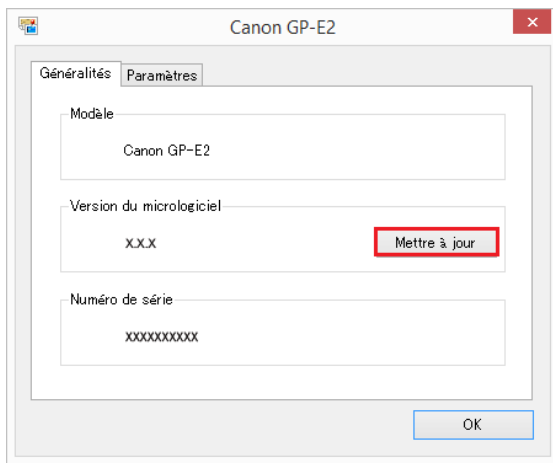 Canon GP-E2
Généralités Paramètres
Modèle
Canon GP-E2
Version du micrologiciel
X.X.X Mettre à jour
Numéro de série
XXXXXXXXXX
OK